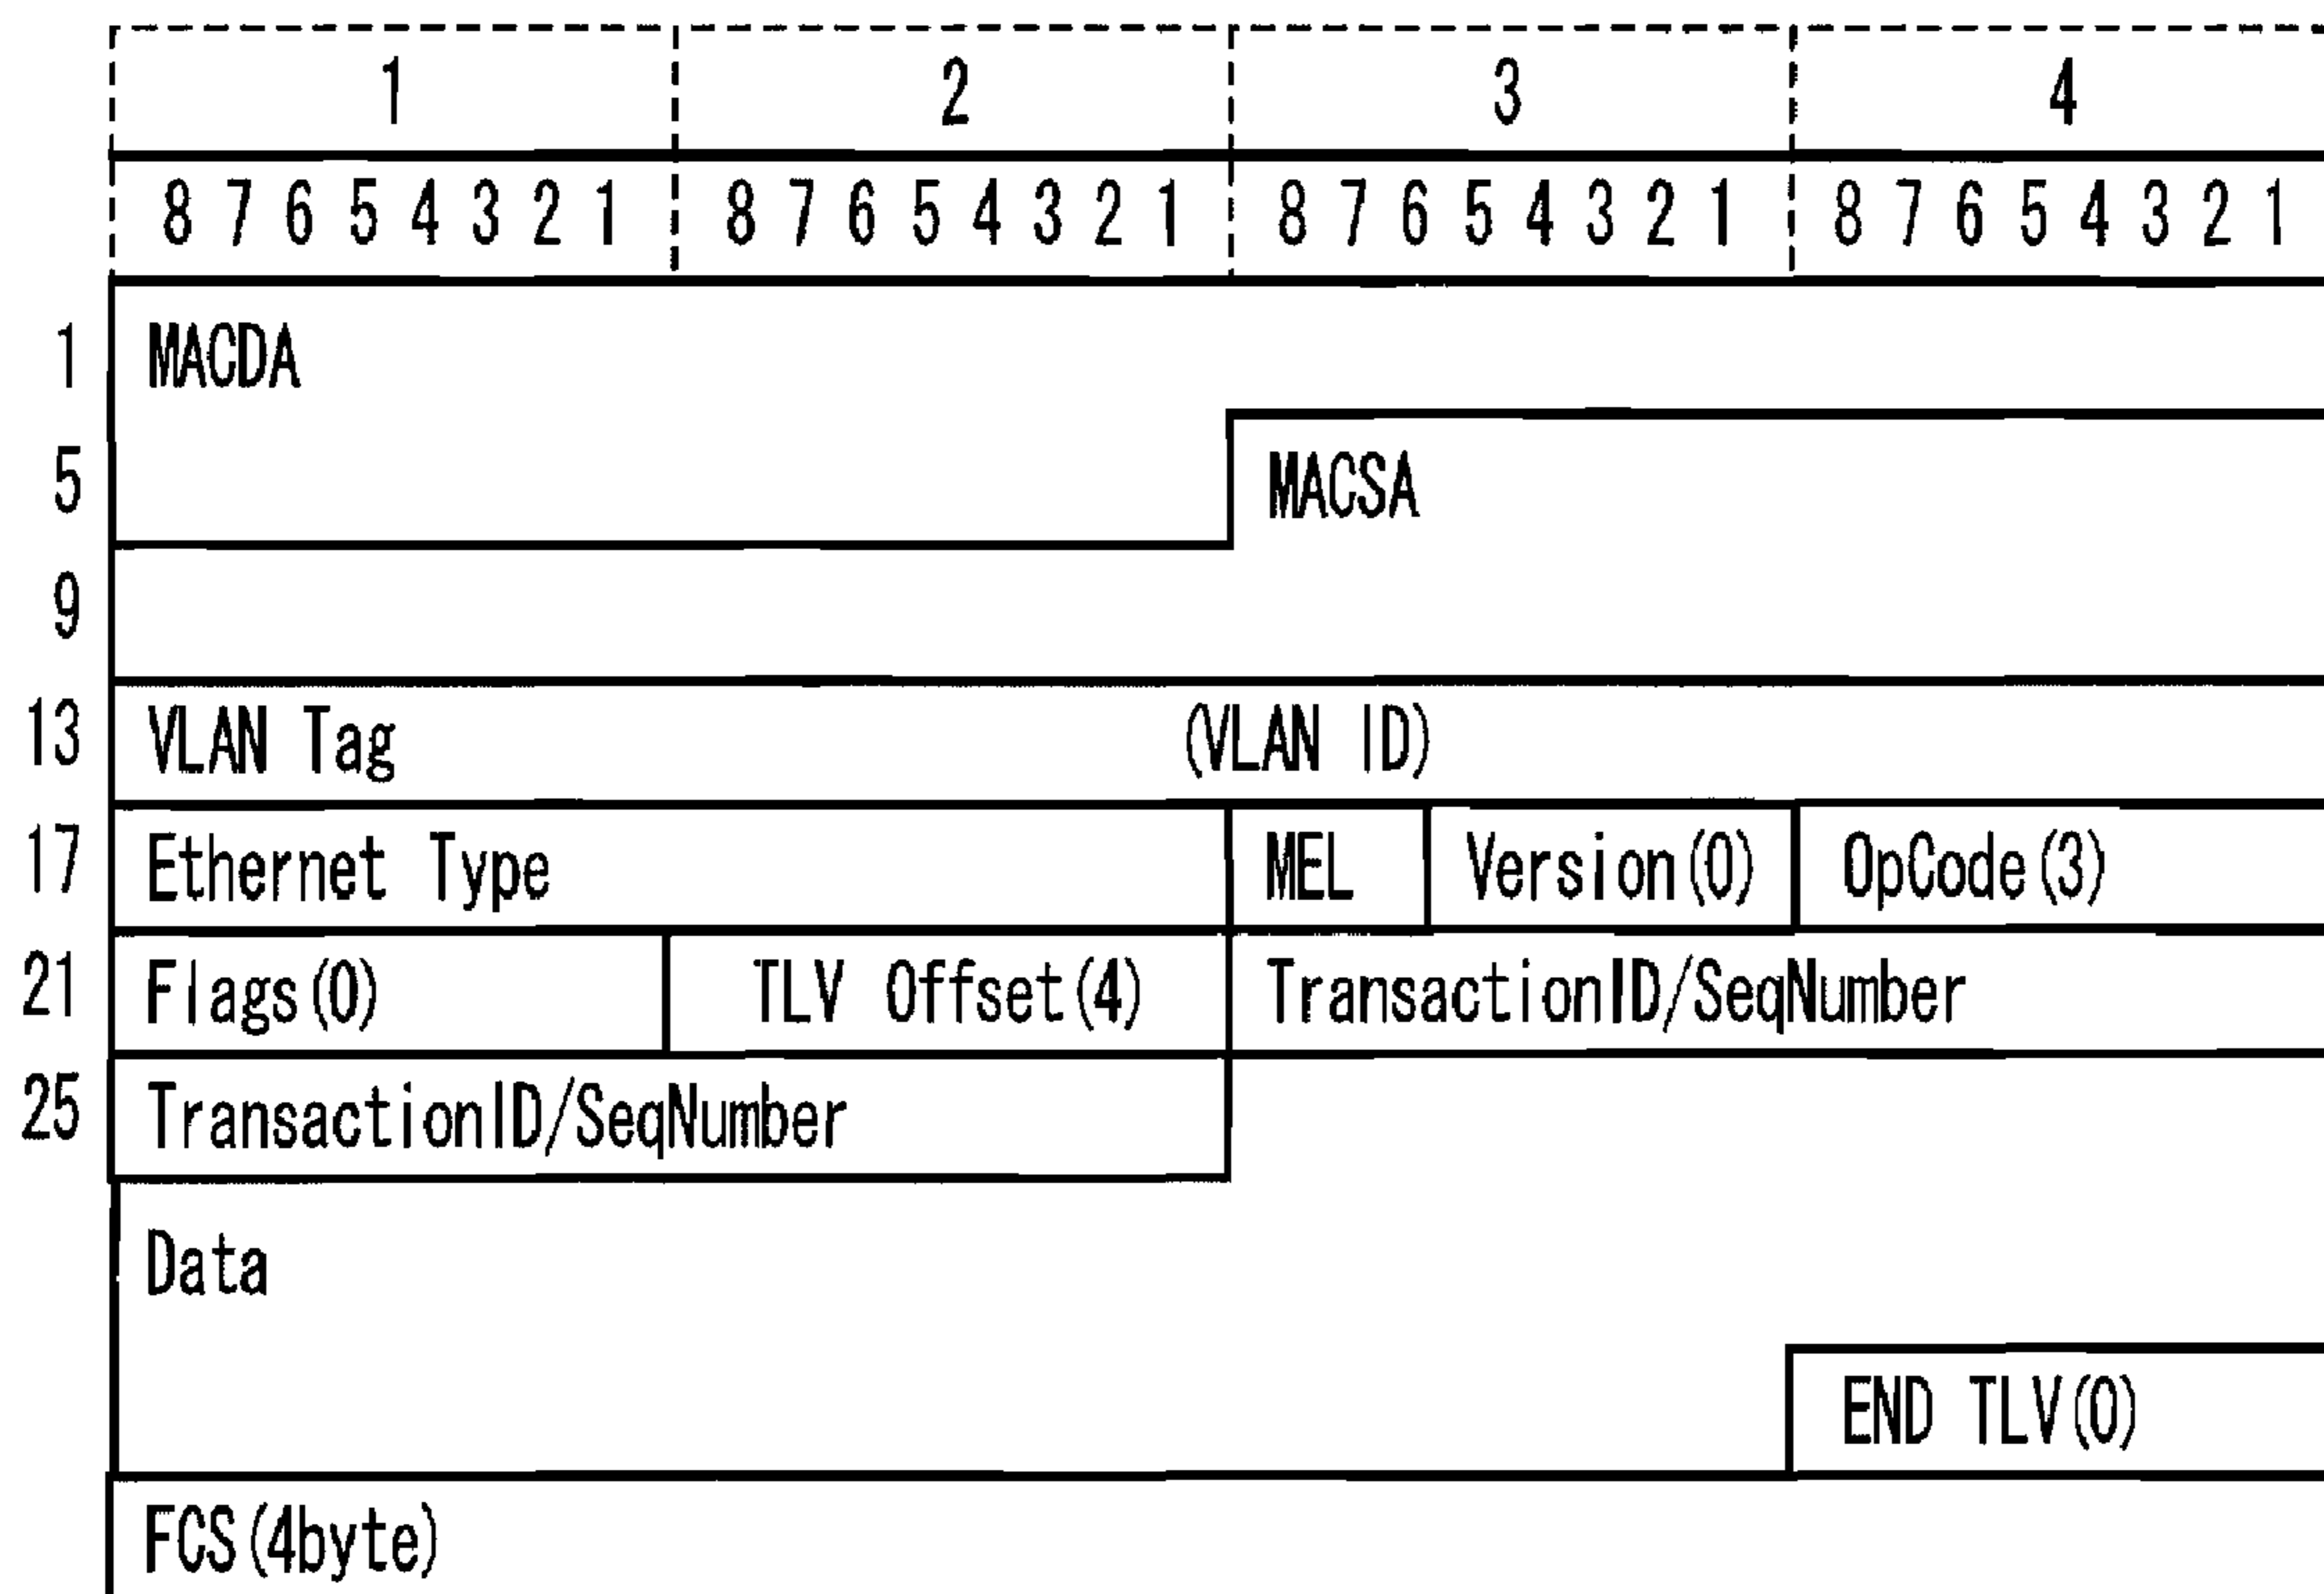 1 2 3 4
8 7 6 5 4 3 2 1 8 7 6 5 4 3 2 1 8 7 6 5 4 3 2 1 8 7 6 5 4 3 2 1
1 MACDA
5 MACSA
9
13 VLAN Tag (VLAN ID)
17 Ethernet Type MEL Version(0) OpCode(3)
21 Flags(0) TLV Offset(4) TransactionID/SeqNumber
25 TransactionID/SeqNumber
Data
END TLV(0)
FCS(4byte)